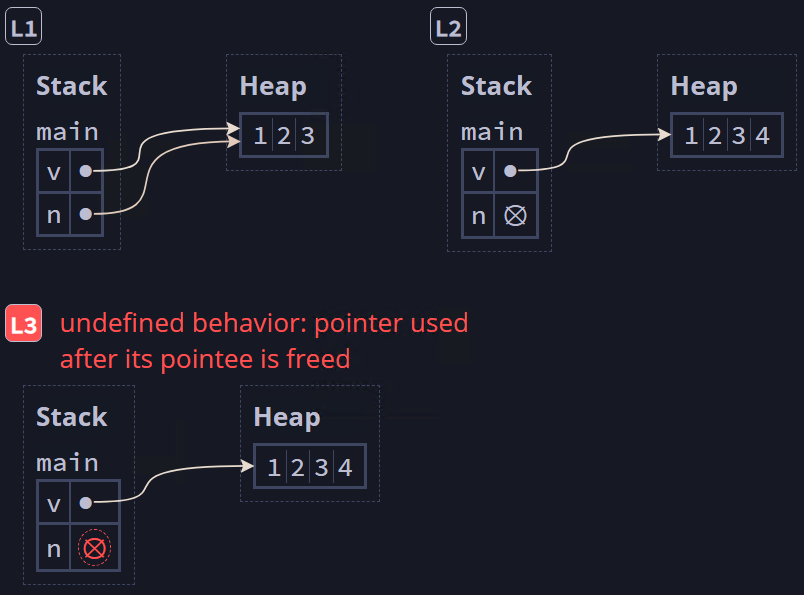 L1
Stack
Heap
main
1 2 3
v
n
L2
Stack
Heap
main
1 2 3 4
v
n
L3
undefined behavior: pointer used
after its pointee is freed
Stack
Heap
main
1 2 3 4
v
n